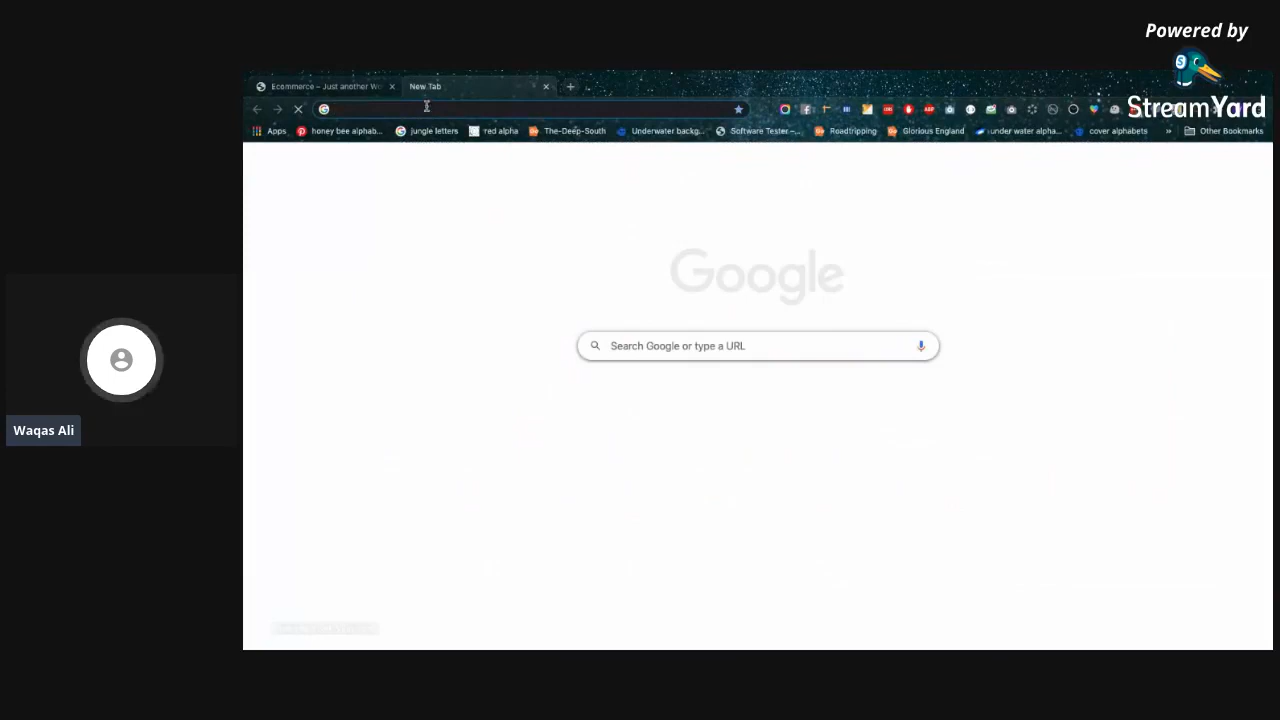 Powered by
StreamYard
Ecommerce – Just another Wo
New Tab
Apps
honey bee alphab...
jungle letters
red alpha
The-Deep-South
Underwater backg...
Software Tester –...
Roadtripping
Glorious England
under water alpha...
cover alphabets
»
Other Bookmarks
Google
Search Google or type a URL
Waqas Ali